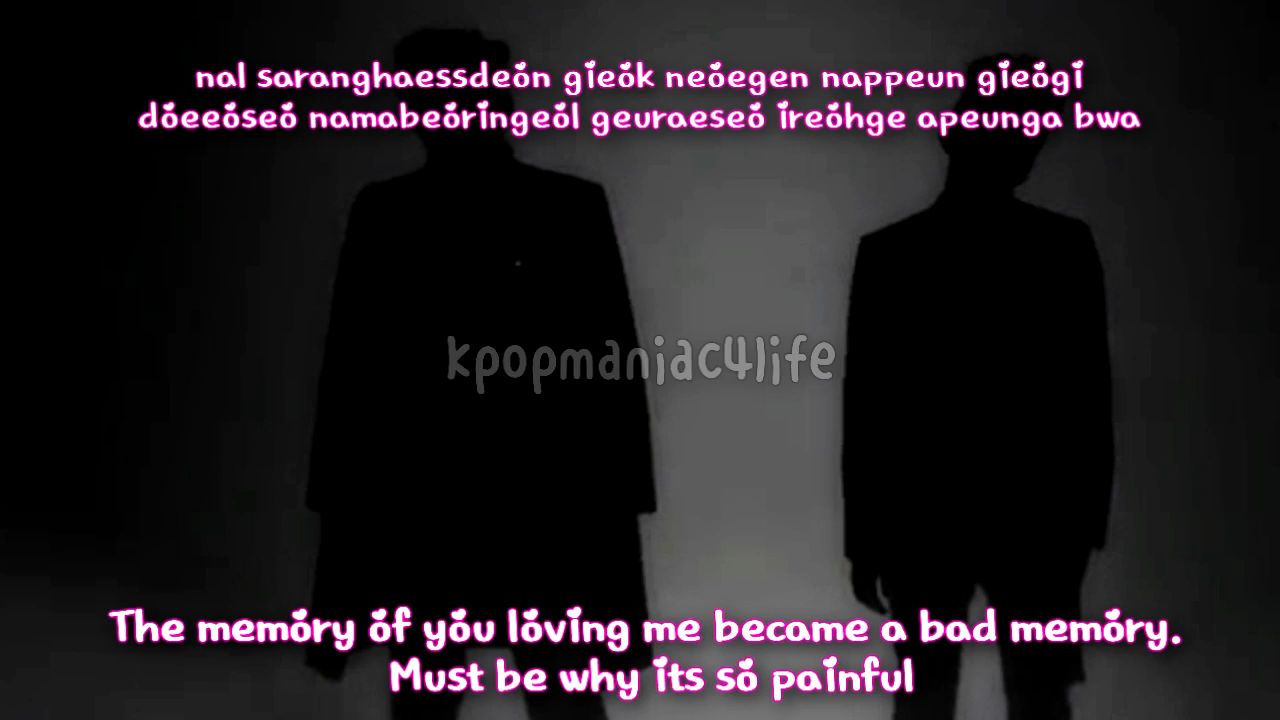 nal saranghaessdeon gieok neoegen nappeun gieogi
doeeoseo namabeoringeol geuraeseo ireohge apeunga bwa
kpopmaniac4life
The memory of you loving me became a bad memory.
Must be why its so painful